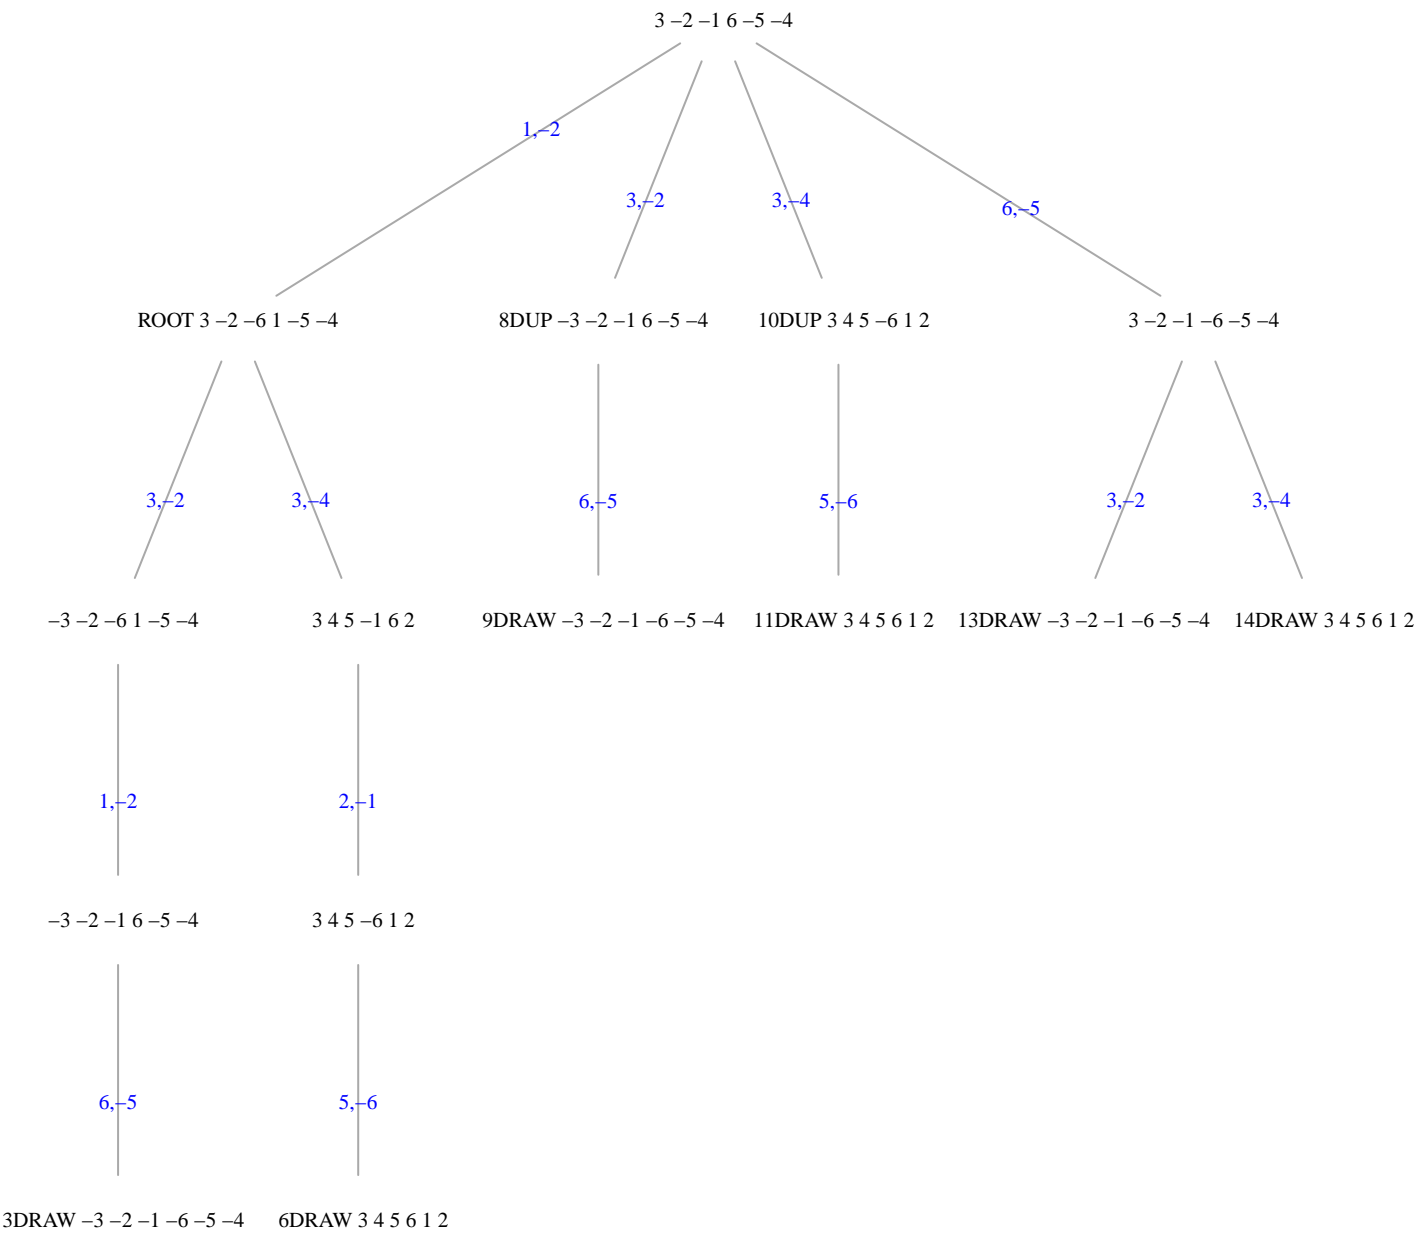 3 –2 –1 6 –5 –4
1,–2
3,–2
3,–4
6,–5
ROOT 3 –2 –6 1 –5 –4
8DUP –3 –2 –1 6 –5 –4
10DUP 3 4 5 –6 1 2
3 –2 –1 –6 –5 –4
3,–2
3,–4
6,–5
5,–6
3,–2
3,–4
–3 –2 –6 1 –5 –4
3 4 5 –1 6 2
9DRAW –3 –2 –1 –6 –5 –4
11DRAW 3 4 5 6 1 2
13DRAW –3 –2 –1 –6 –5 –4
14DRAW 3 4 5 6 1 2
1,–2
2,–1
–3 –2 –1 6 –5 –4
3 4 5 –6 1 2
6,–5
5,–6
3DRAW –3 –2 –1 –6 –5 –4
6DRAW 3 4 5 6 1 2